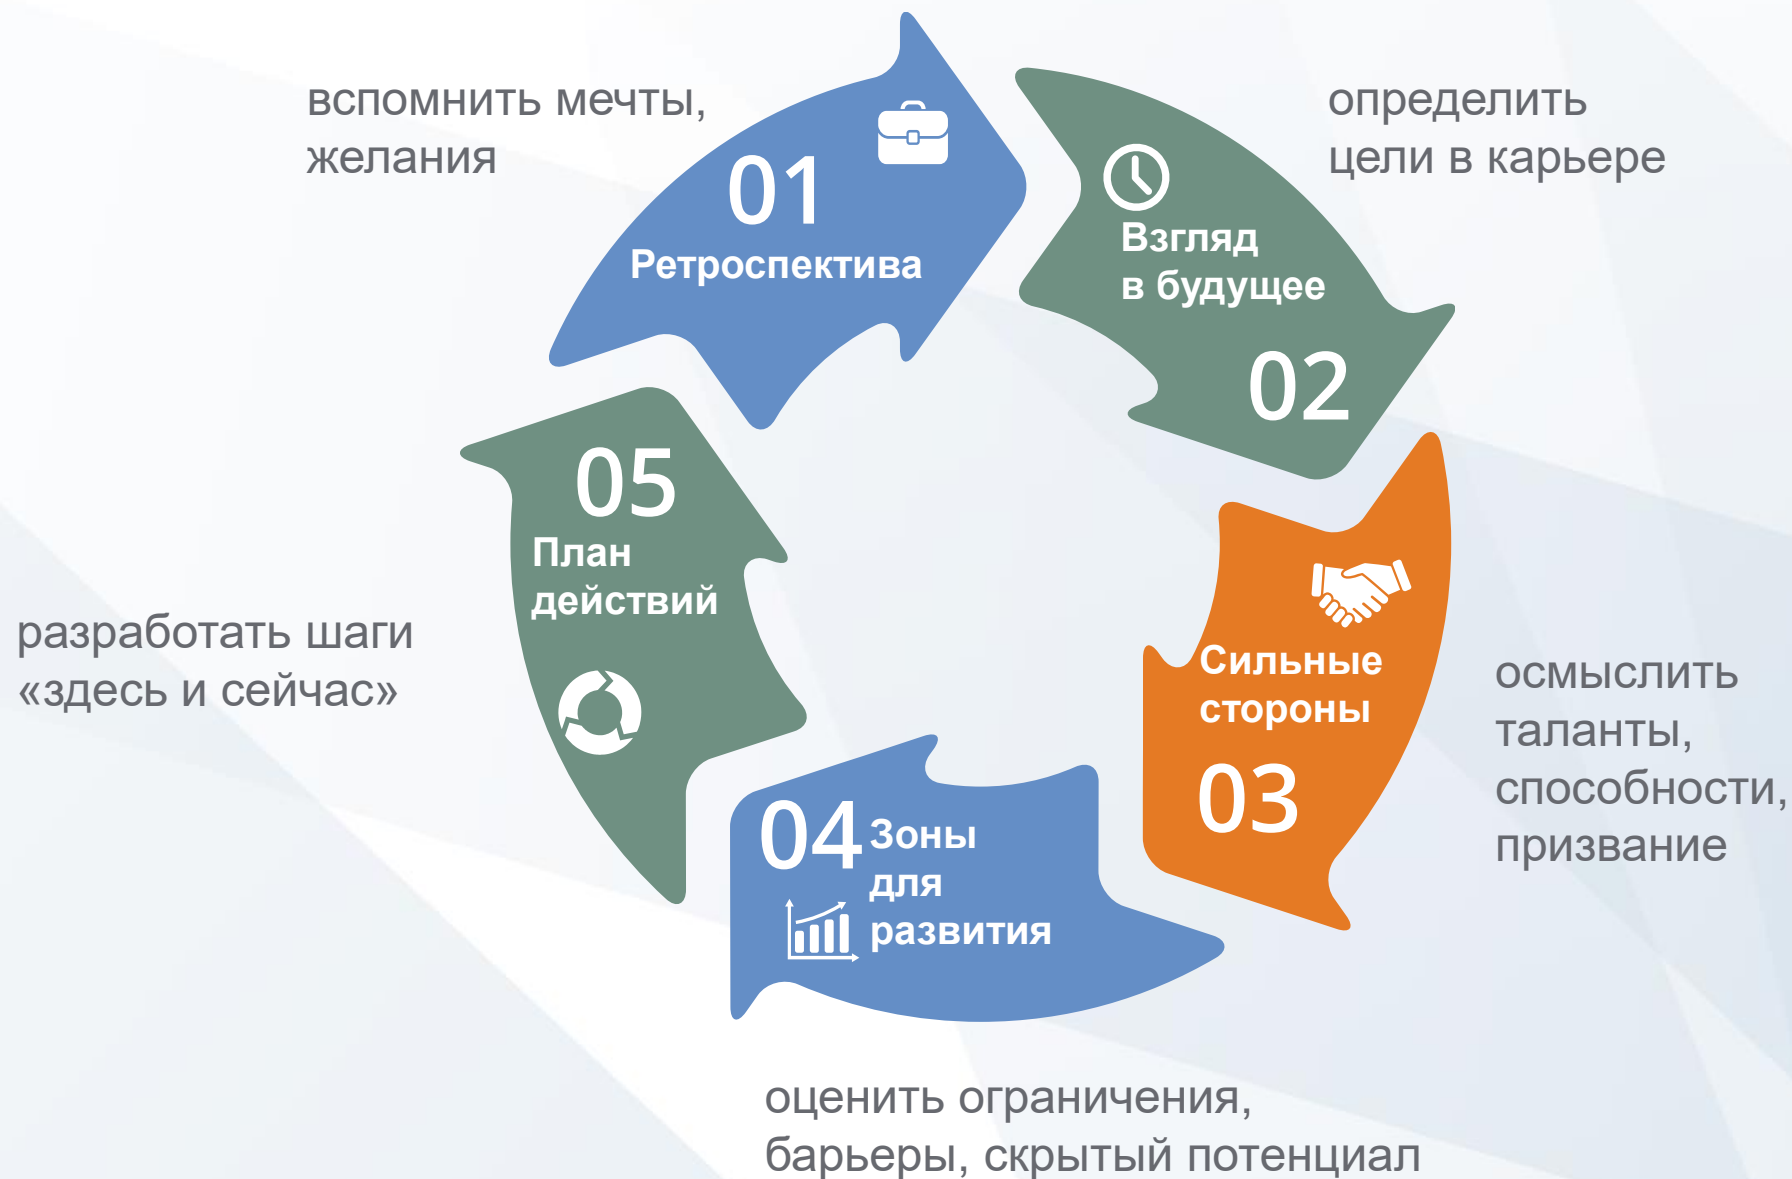 вспомнить мечты,
желания
01
Ретроспектива
определить
цели в карьере
Взгляд
в будущее
02
Сильные
стороны
03
осмыслить
таланты,
способности,
призвание
04
Зоны
для
развития
оценить ограничения,
барьеры, скрытый потенциал
05
План
действий
разработать шаги
«здесь и сейчас»